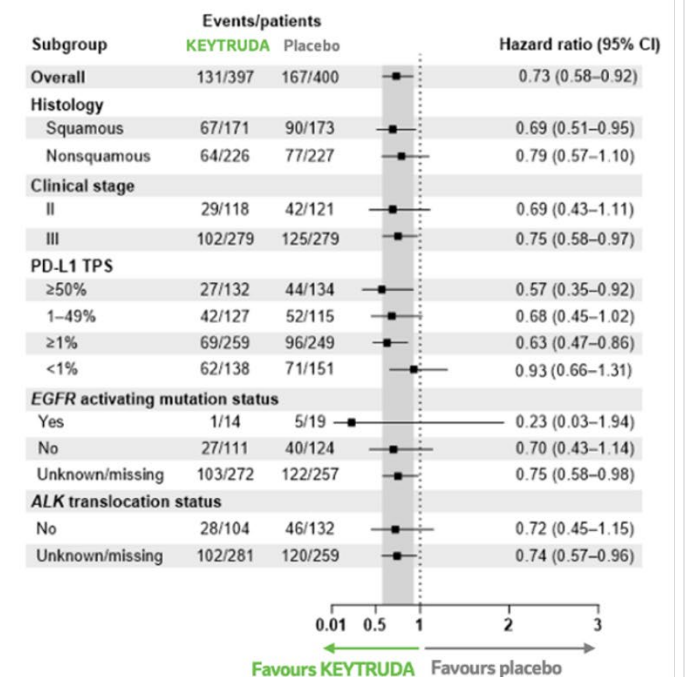 Events/patients
Subgroup KEYTRUDA Placebo Hazard ratio (95% CI)
Overall 131/397 167/400 0.73 (0.58–0.92)
Histology
Squamous 67/171 90/173 0.69 (0.51–0.95)
Nonsquamous 64/226 77/227 0.79 (0.57–1.10)
Clinical stage
II 29/118 42/121 0.69 (0.43–1.11)
III 102/279 125/279 0.75 (0.58–0.97)
PD-L1 TPS
≥50% 27/132 44/134 0.57 (0.35–0.92)
1–49% 42/127 52/115 0.68 (0.45–1.02)
≥1% 69/259 96/249 0.63 (0.47–0.86)
<1% 62/138 71/151 0.93 (0.66–1.31)
EGFR activating mutation status
Yes 1/14 5/19 0.23 (0.03–1.94)
No 27/111 40/124 0.70 (0.43–1.14)
Unknown/missing 103/272 122/257 0.75 (0.58–0.98)
ALK translocation status
No 28/104 46/132 0.72 (0.45–1.15)
Unknown/missing 102/281 120/259 0.74 (0.57–0.96)
0.01 0.5 1 2 3
Favours KEYTRUDA Favours placebo